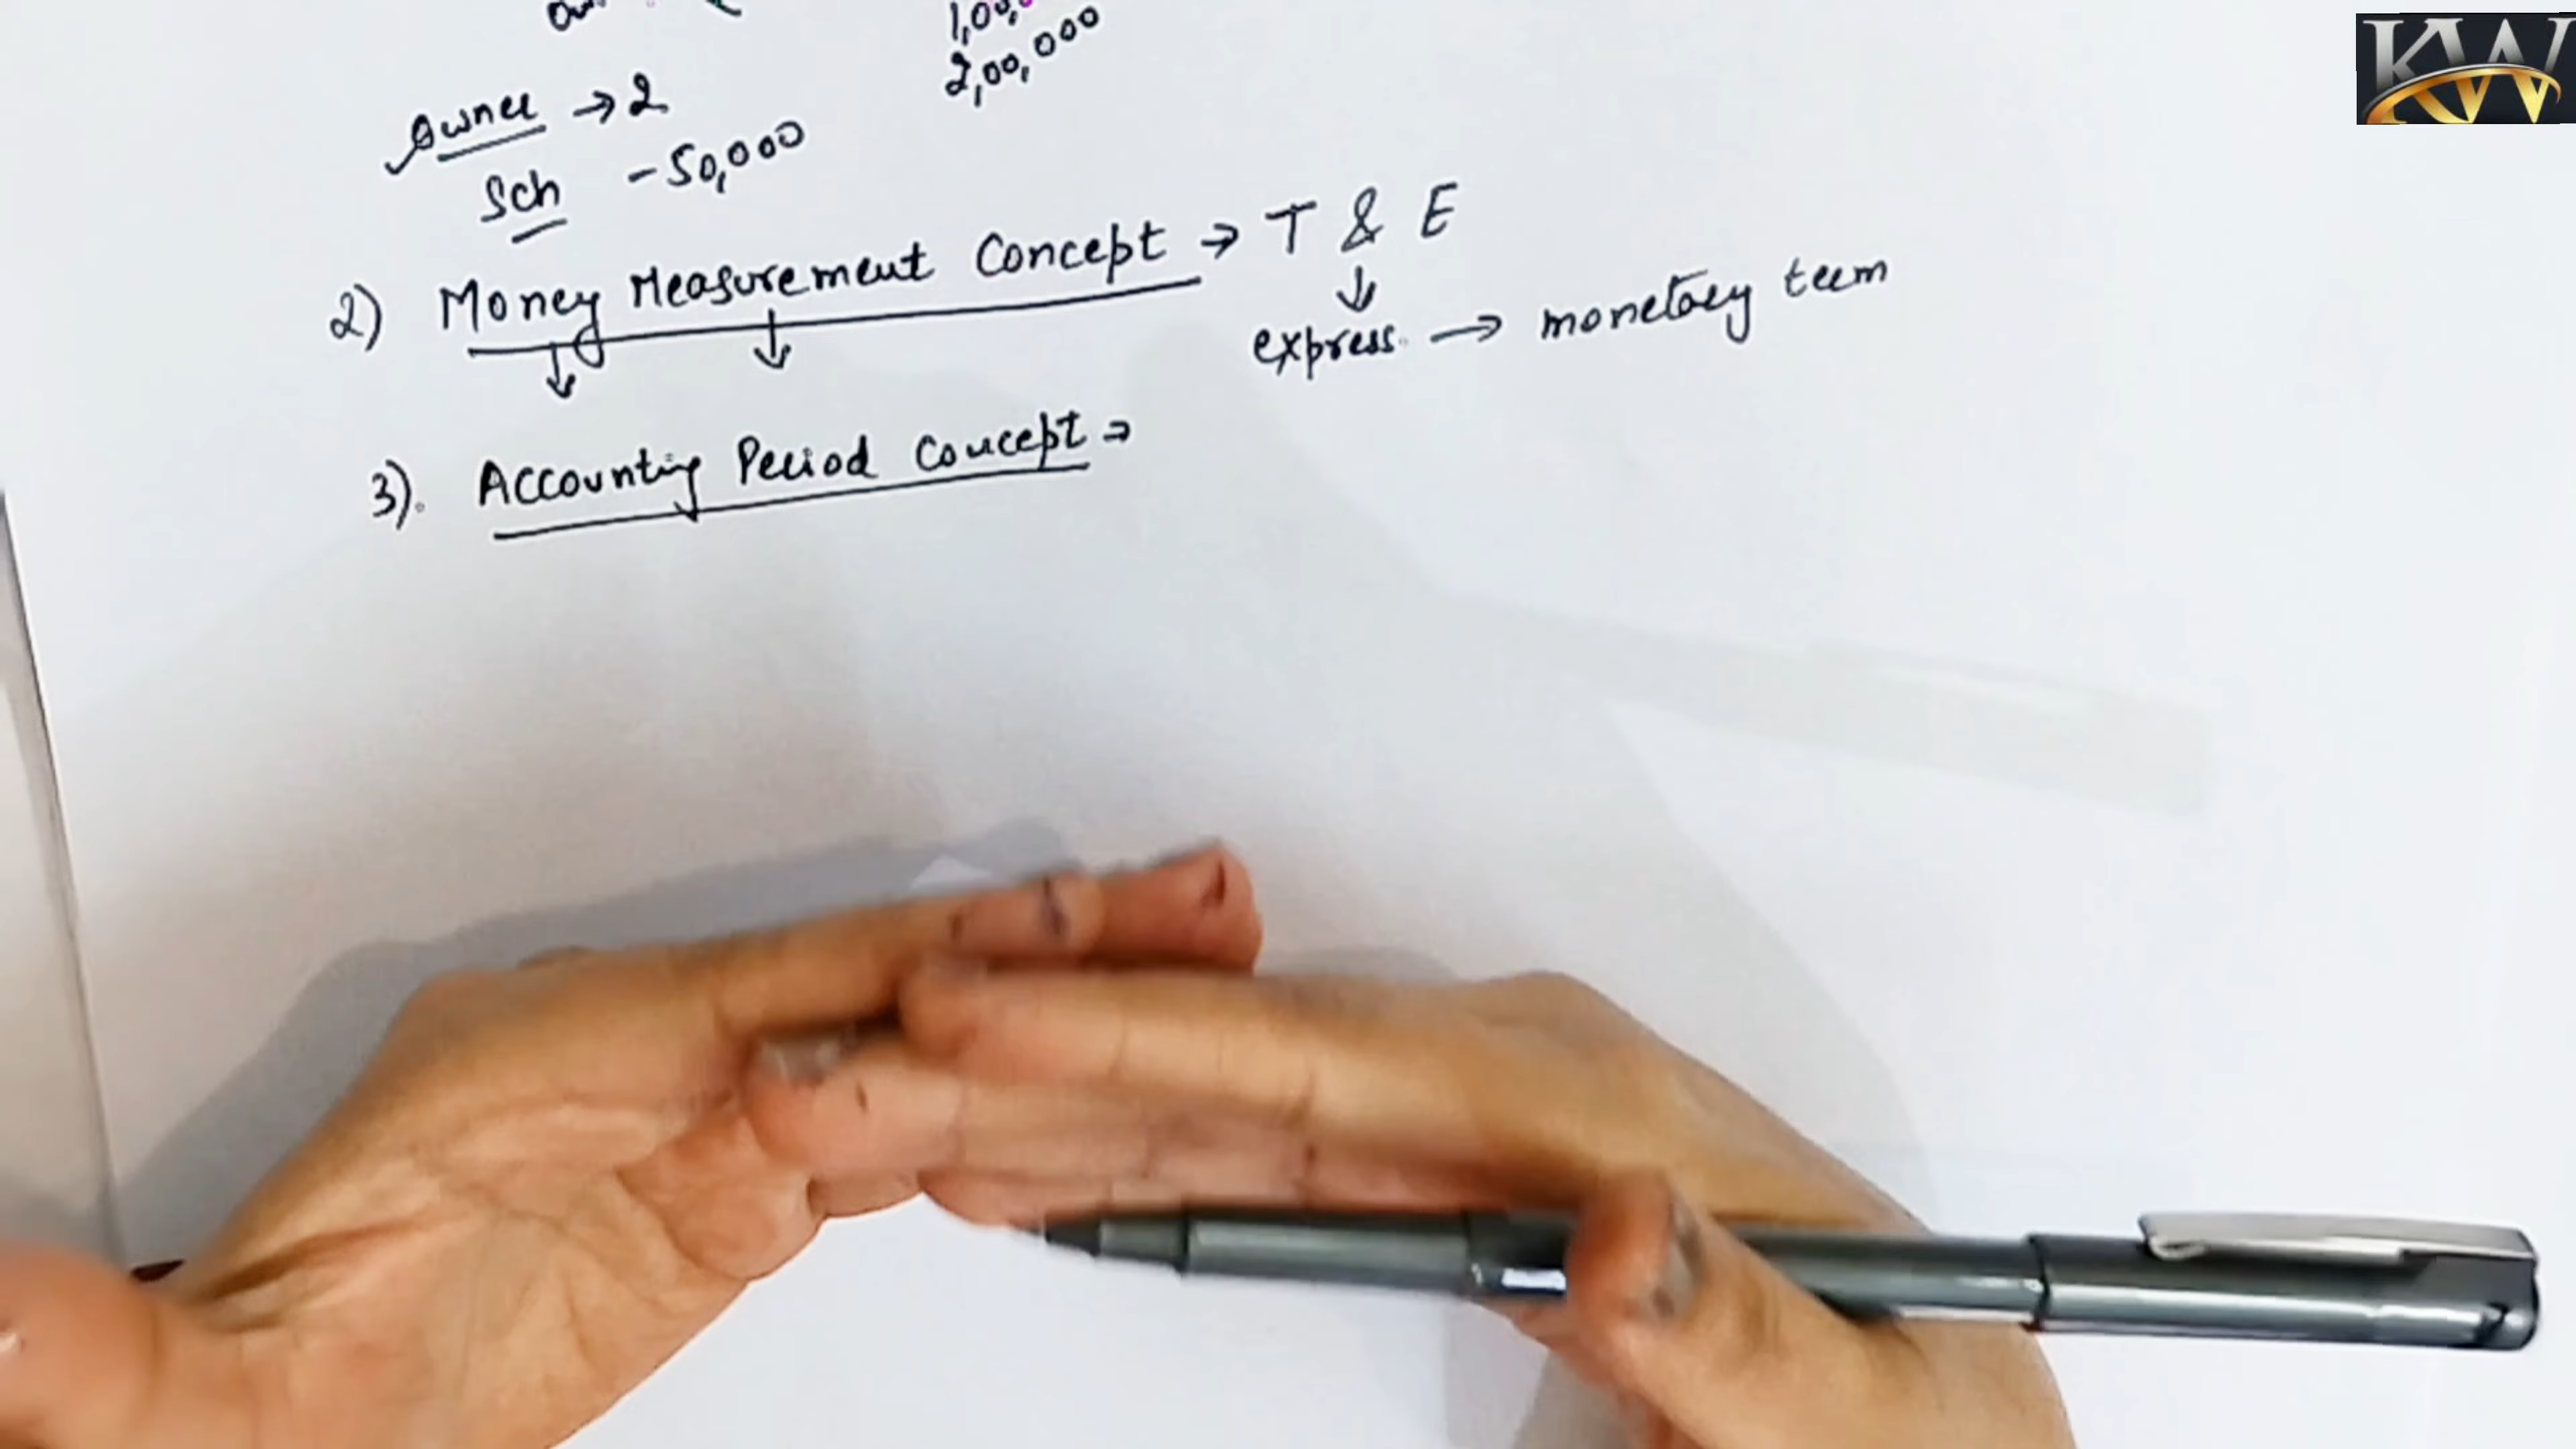 1,00,
2,00,000
Owner → 2
Sch - 50,000
2) Money Measurement Concept → T & E
↓
express. → monetary term
3). Accounting Period Concept →
KW